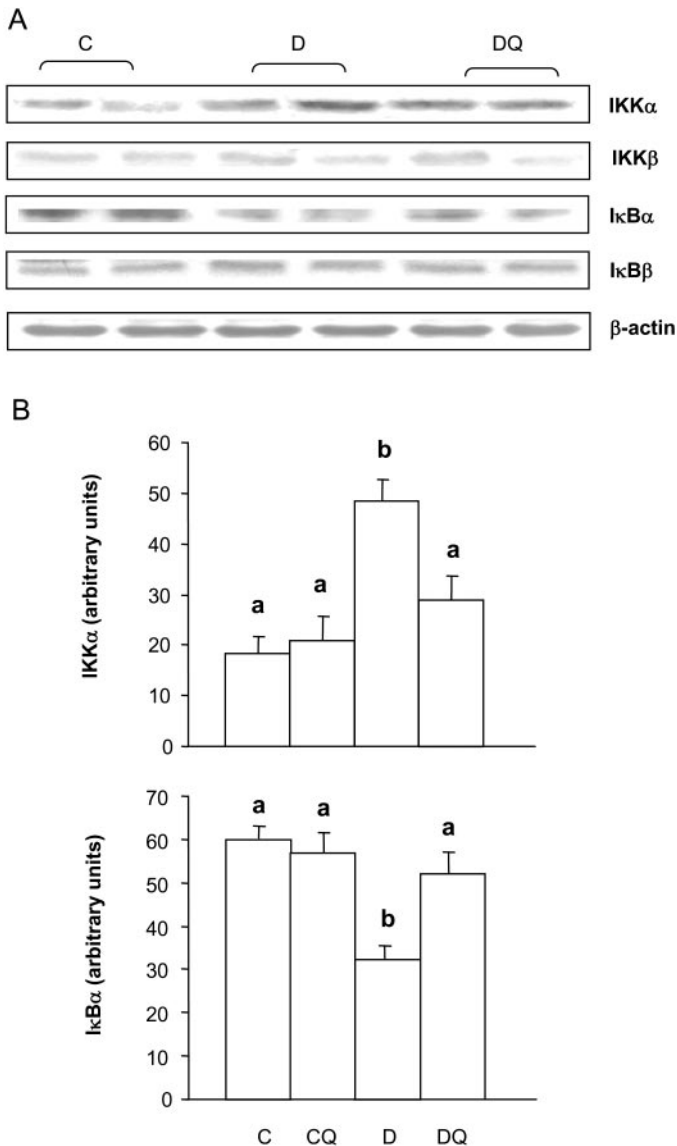 A
C D DQ
IKKα
IKKβ
IκBα
IκBβ
β-actin
B
IKKα (arbitrary units)
60
50
40
30
20
10
0
a a b a
IκBα (arbitrary units)
70
60
50
40
30
20
10
0
a a b a
C CQ D DQ